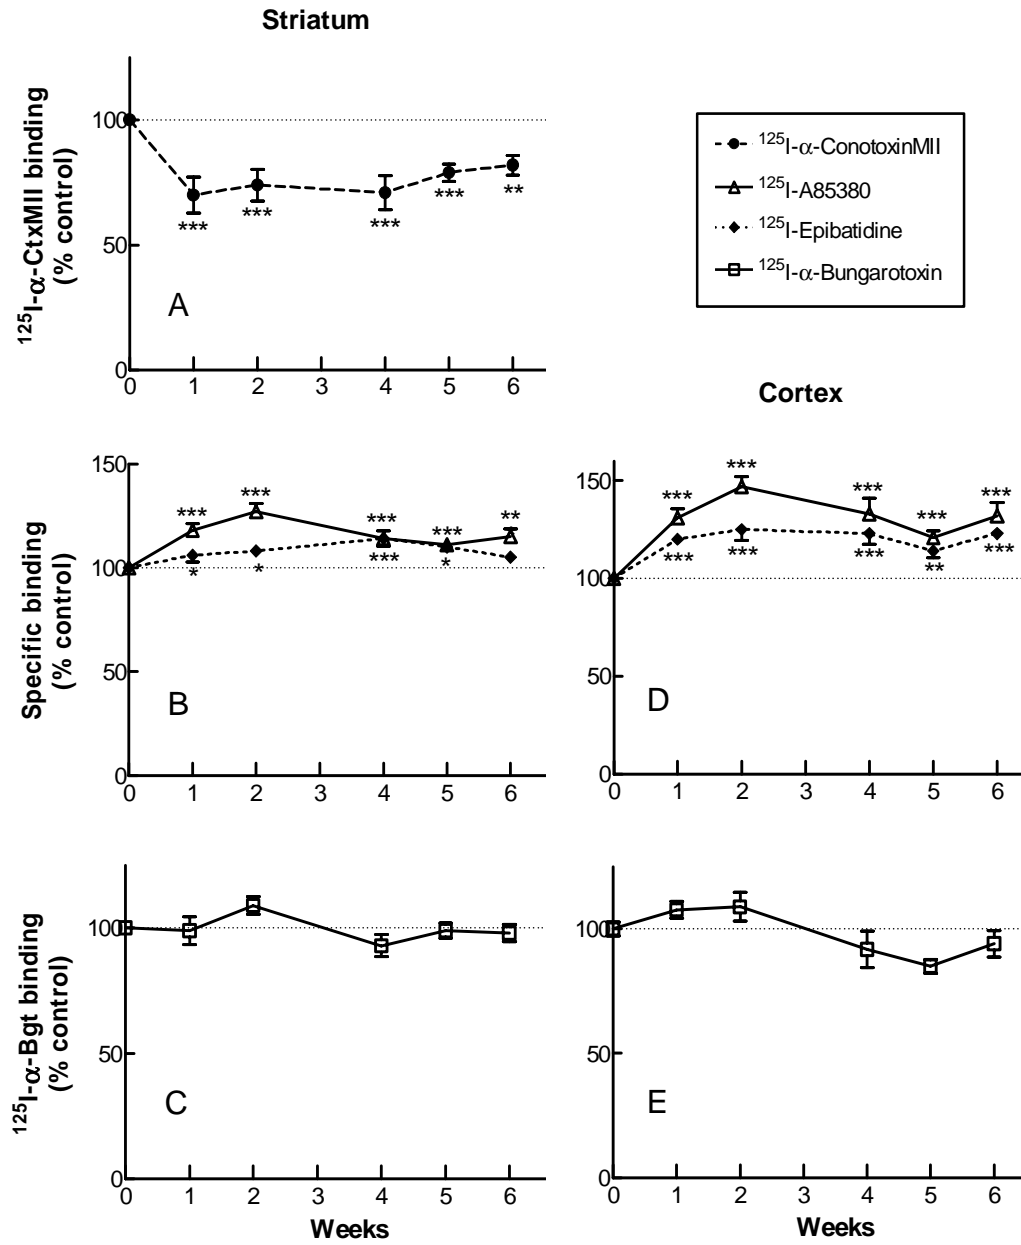 Striatum
¹²⁵I-α-CtxMII binding
(% control)
100
50
0
***
***
***
***
**
A
0 1 2 3 4 5 6
¹²⁵I-α-ConotoxinMII
¹²⁵I-A85380
¹²⁵I-Epibatidine
¹²⁵I-α-Bungarotoxin
Specific binding
(% control)
150
100
50
0
***
***
***
***
**
*
*
***
*
B
0 1 2 3 4 5 6
Cortex
150
100
50
0
***
***
***
***
***
***
***
***
**
***
D
0 1 2 3 4 5 6
¹²⁵I-α-Bgt binding
(% control)
100
50
0
C
0 1 2 3 4 5 6
Weeks
100
50
0
E
0 1 2 3 4 5 6
Weeks